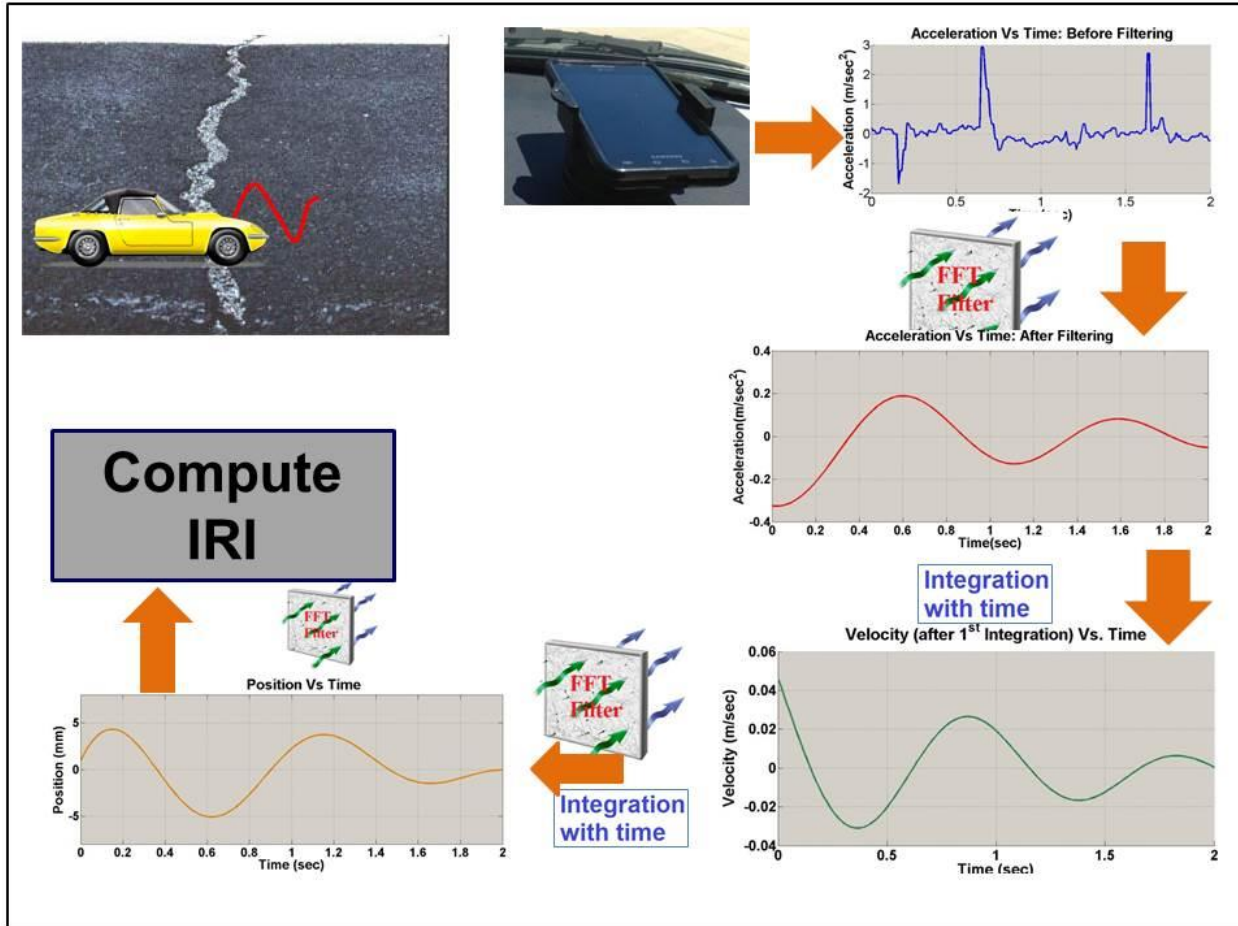 Acceleration Vs Time: Before Filtering
Acceleration (m/sec²)
3
2
1
0
-1
-2
0 0.5 1 1.5 2
FFT
Filter
Acceleration Vs Time: After Filtering
Acceleration(m/sec²)
0.4
0.2
0
-0.2
-0.4
0 0.2 0.4 0.6 0.8 1 1.2 1.4 1.6 1.8 2
Time(sec)
Compute
IRI
Integration
with time
FFT
Filter
Velocity (after 1st Integration) Vs. Time
Velocity (m/sec)
0.06
0.04
0.02
0
-0.02
-0.04
0 0.5 1 1.5 2
Time (sec)
FFT
Filter
Integration
with time
Position Vs Time
Position (mm)
5
0
-5
0 0.2 0.4 0.6 0.8 1 1.2 1.4 1.6 1.8 2
Time (sec)